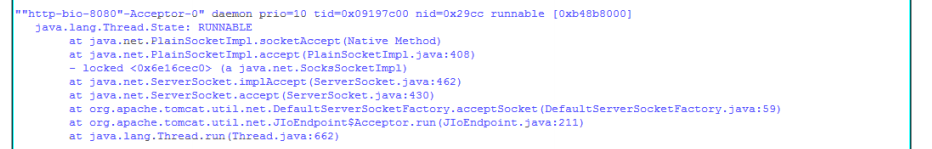 ""http-bio-8080"-Acceptor-0" daemon prio=10 tid=0x09197c00 nid=0x29cc runnable [0xb48b8000]
java.lang.Thread.State: RUNNABLE
at java.net.PlainSocketImpl.socketAccept(Native Method)
at java.net.PlainSocketImpl.accept(PlainSocketImpl.java:408)
- locked <0x6e16cec0> (a java.net.SocksSocketImpl)
at java.net.ServerSocket.implAccept(ServerSocket.java:462)
at java.net.ServerSocket.accept(ServerSocket.java:430)
at org.apache.tomcat.util.net.DefaultServerSocketFactory.acceptSocket(DefaultServerSocketFactory.java:59)
at org.apache.tomcat.util.net.JIoEndpoint$Acceptor.run(JIoEndpoint.java:211)
at java.lang.Thread.run(Thread.java:662)